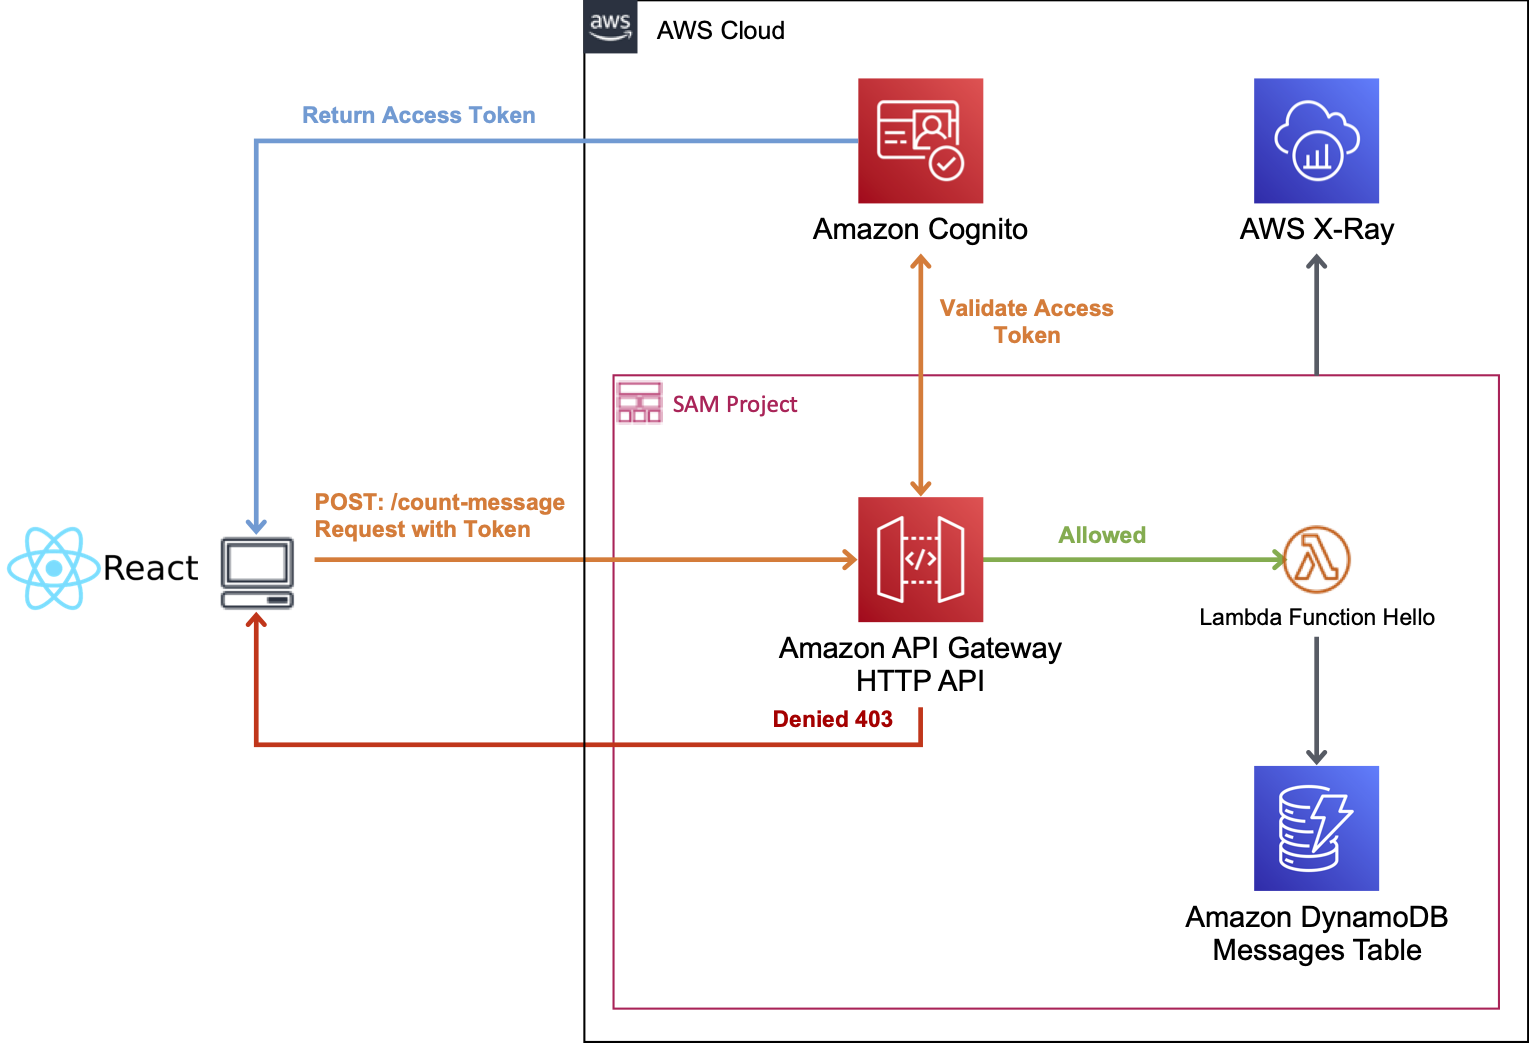 aws
AWS Cloud
Return Access Token
Amazon Cognito
AWS X-Ray
Validate Access
Token
SAM Project
POST: /count-message
Request with Token
React
</>
Allowed
Lambda Function Hello
Amazon API Gateway
HTTP API
Denied 403
Amazon DynamoDB
Messages Table